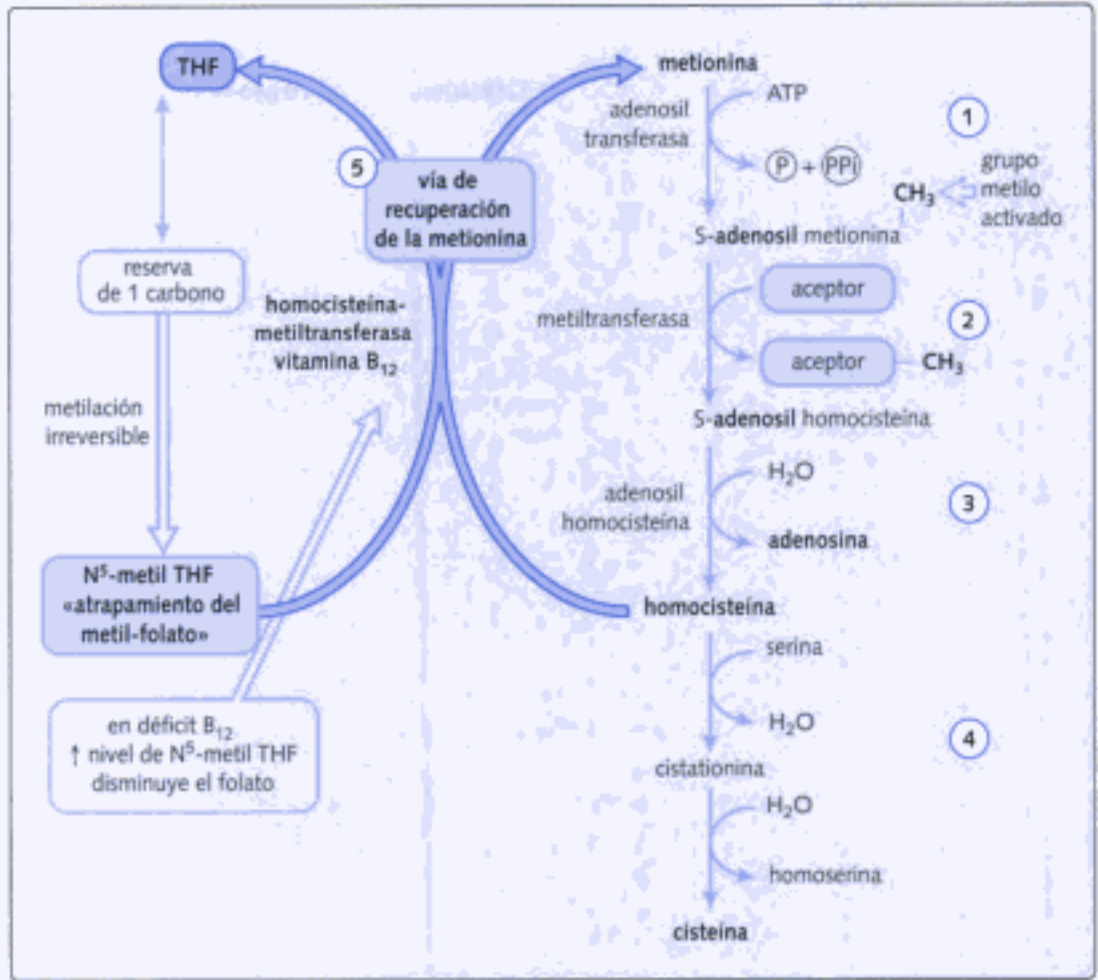 THF
metionina
ATP
adenosil
transferasa
1
P + PPi
grupo
metilo
activado
CH₃
5
vía de
recuperación
de la metionina
S-adenosil metionina
reserva
de 1 carbono
homocisteína-
metiltransferasa
vitamina B₁₂
aceptor
metiltransferasa
2
aceptor
CH₃
metilación
irreversible
S-adenosil homocisteína
H₂O
adenosil
homocisteína
3
adenosina
N⁵-metil THF
«atrapamiento del
metil-folato»
homocisteína
serina
en déficit B₁₂
↑ nivel de N⁵-metil THF
disminuye el folato
H₂O
4
cistationina
H₂O
homoserina
cisteína